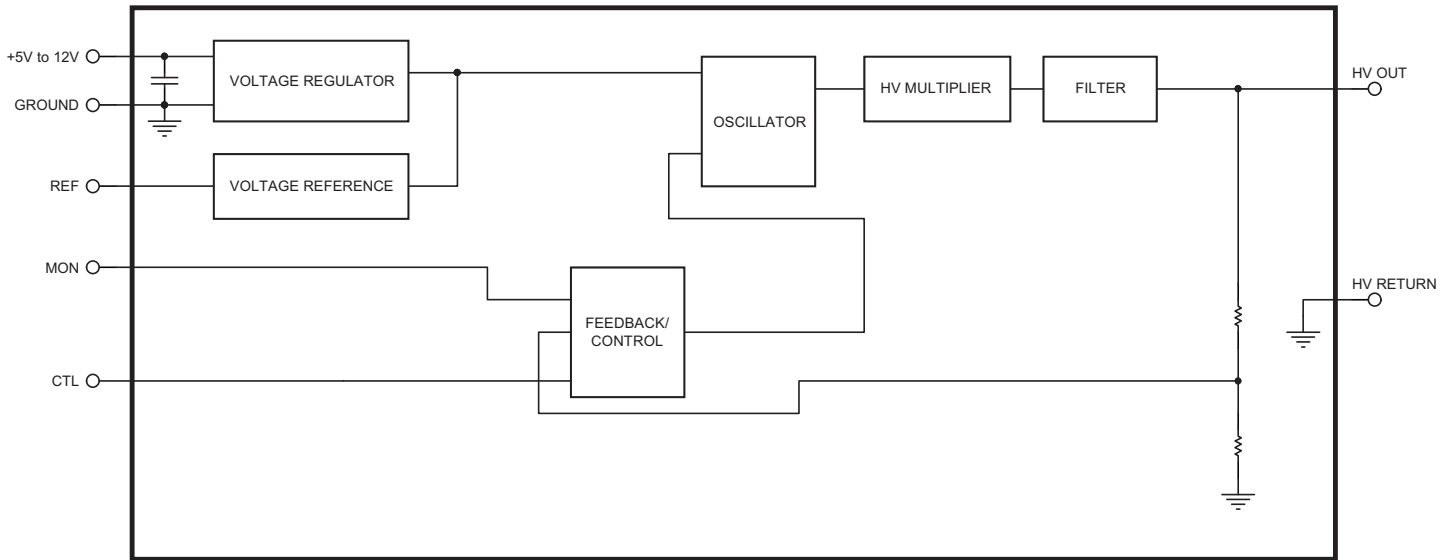 +5V to 12V
GROUND
REF
MON
CTL
VOLTAGE REGULATOR
VOLTAGE REFERENCE
FEEDBACK/
CONTROL
OSCILLATOR
HV MULTIPLIER
FILTER
HV OUT
HV RETURN